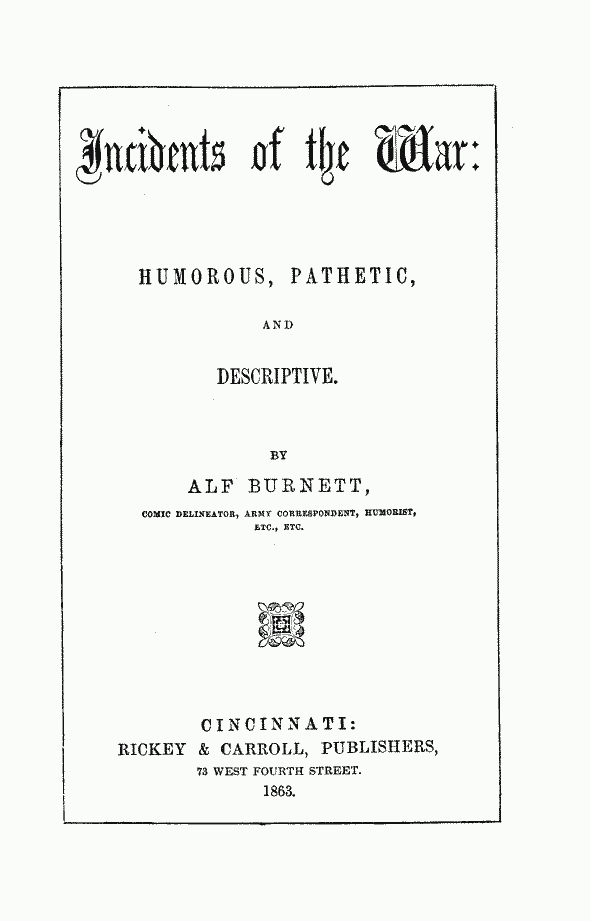 Incidents of the War:
HUMOROUS, PATHETIC,
AND
DESCRIPTIVE.
BY
ALF BURNETT,
COMIC DELINEATOR, ARMY CORRESPONDENT, HUMORIST,
ETC., ETC.
CINCINNATI:
RICKEY & CARROLL, PUBLISHERS,
73 WEST FOURTH STREET.
1863.